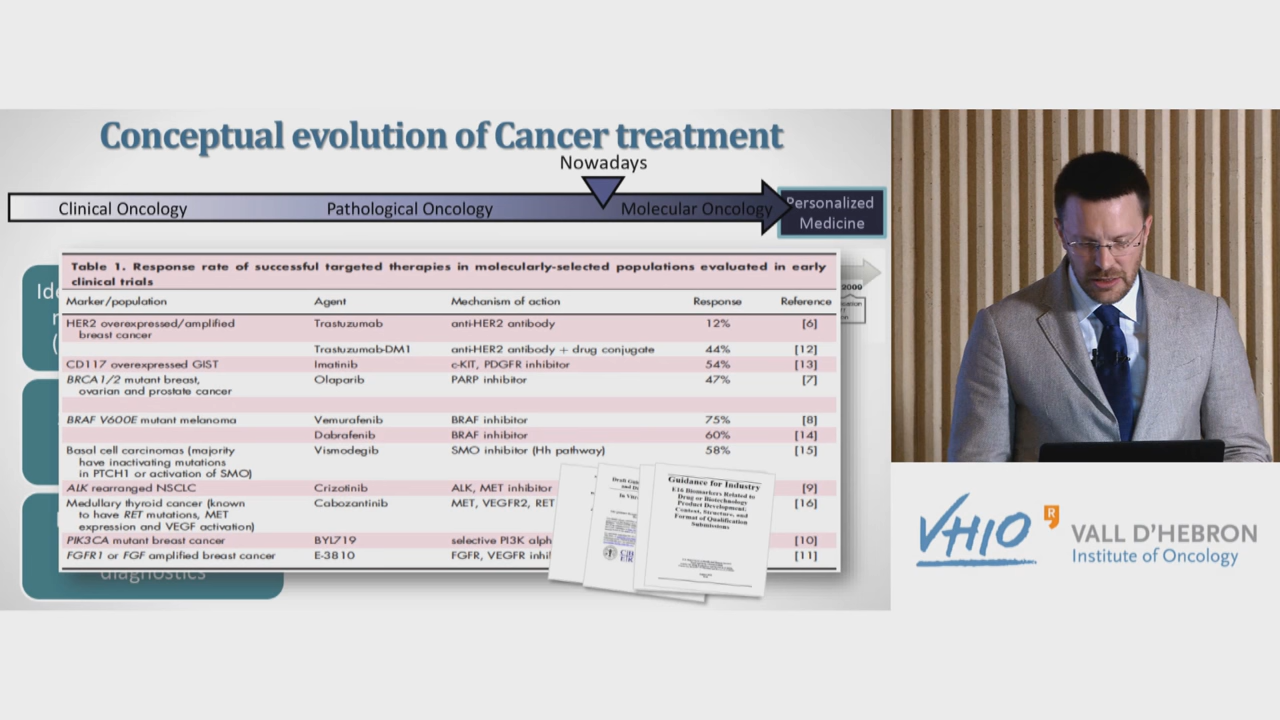 Conceptual evolution of Cancer treatment
Nowadays
Clinical Oncology
Pathological Oncology
Molecular Oncology
Personalized
Medicine
2009
Table 1. Response rate of successful targeted therapies in molecularly-selected populations evaluated in early
clinical trials
Marker/population Agent Mechanism of action Response Reference
HER2 overexpressed/amplified Trastuzumab anti-HER2 antibody 12% [6]
breast cancer
Trastuzumab-DM1 anti-HER2 antibody + drug conjugate 44% [12]
CD117 overexpressed GIST Imatinib c-KIT, PDGFR inhibitor 54% [13]
BRCA1/2 mutant breast, Olaparib PARP inhibitor 47% [7]
ovarian and prostate cancer
BRAF V600E mutant melanoma Vemurafenib BRAF inhibitor 75% [8]
Dabrafenib BRAF inhibitor 60% [14]
Basal cell carcinomas (majority Vismodegib SMO inhibitor (Hh pathway) 58% [15]
have inactivating mutations
in PTCH1 or activation of SMO)
ALK rearranged NSCLC Crizotinib ALK, MET inhibitor [9]
Medullary thyroid cancer (known Cabozantinib MET, VEGFR2, RET [16]
to have RET mutations, MET
expression and VEGF activation)
PIK3CA mutant breast cancer BYL719 selective PI3K alph [10]
FGFR1 or FGF amplified breast cancer E-3810 FGFR, VEGFR inhi [11]
diagnostics
Guidance for Industry
E16 Biomarkers Related to
Drug or Biotechnology
Product Development:
Context, Structure, and
Format of Qualification
Submissions
VHIO
R
VALL D'HEBRON
Institute of Oncology